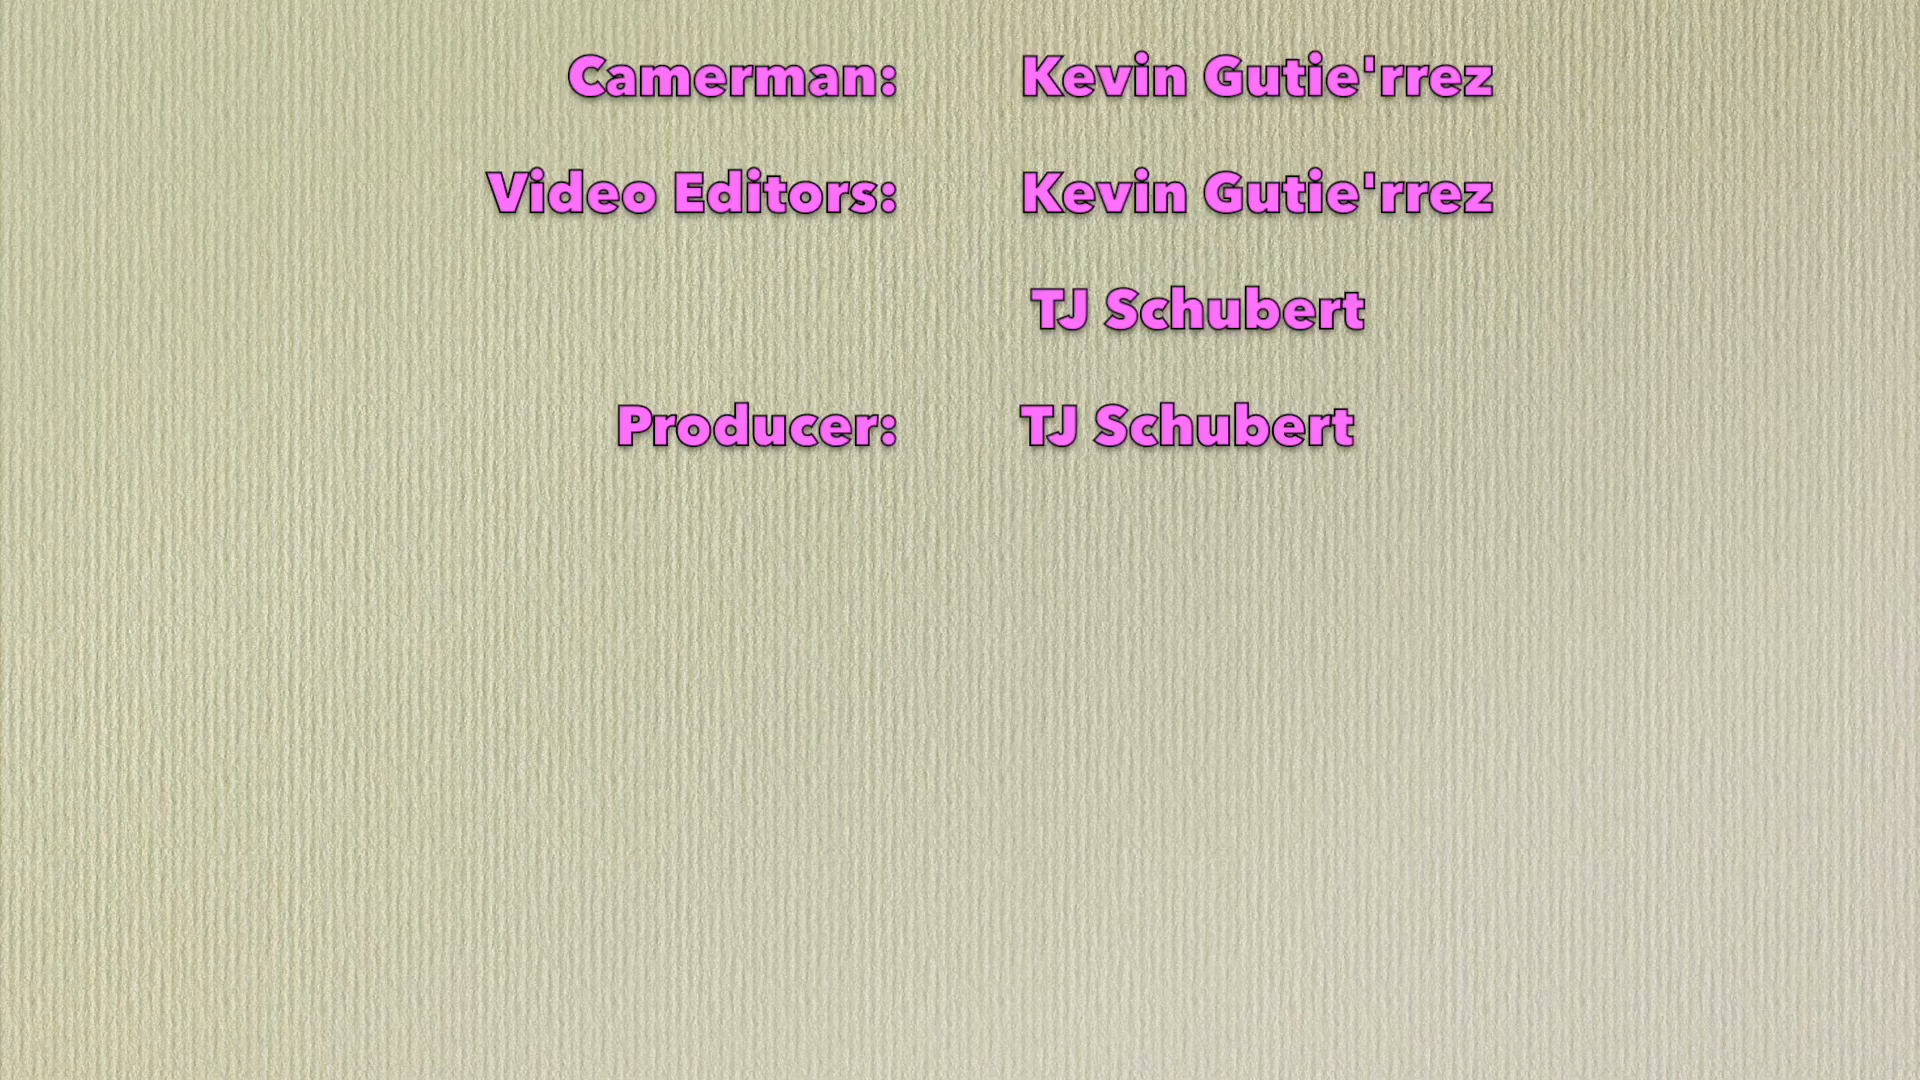 Camerman: Kevin Gutie'rrez
Video Editors: Kevin Gutie'rrez
TJ Schubert
Producer: TJ Schubert